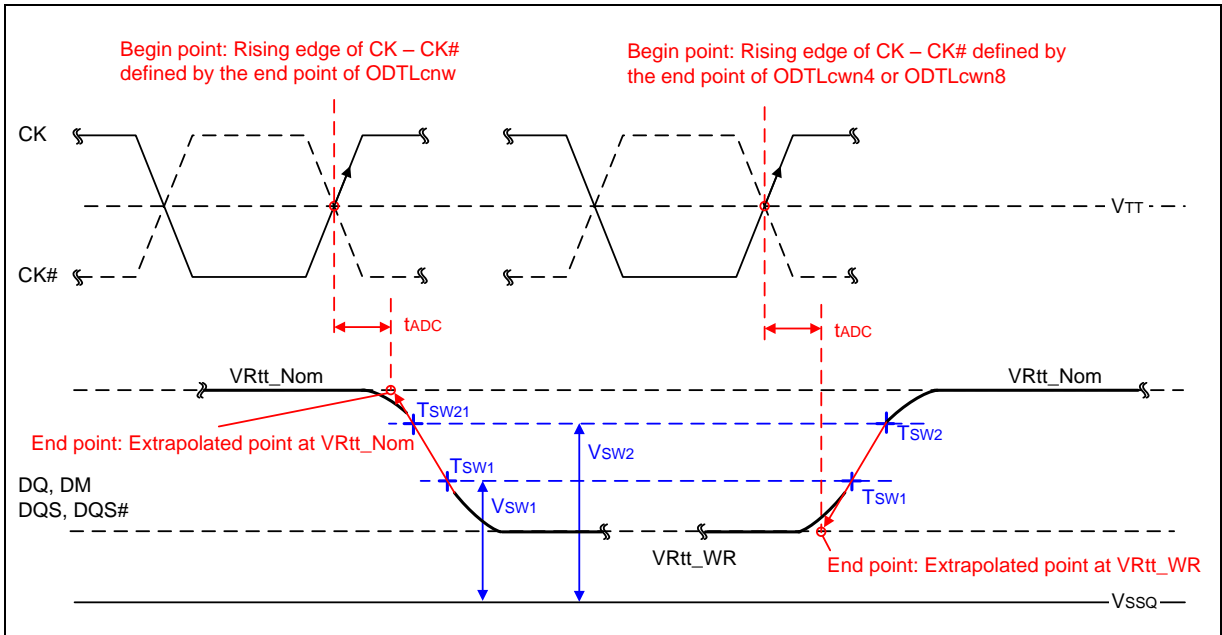 Begin point: Rising edge of CK – CK#
defined by the end point of ODTLcnw
Begin point: Rising edge of CK – CK# defined by
the end point of ODTLcwn4 or ODTLcwn8
CK
VTT
CK#
tADC
tADC
VRtt_Nom
VRtt_Nom
TSW21
End point: Extrapolated point at VRtt_Nom
TSW2
VSW2
TSW1
DQ, DM
VSW1
TSW1
DQS, DQS#
VRtt_WR
End point: Extrapolated point at VRtt_WR
VSSQ